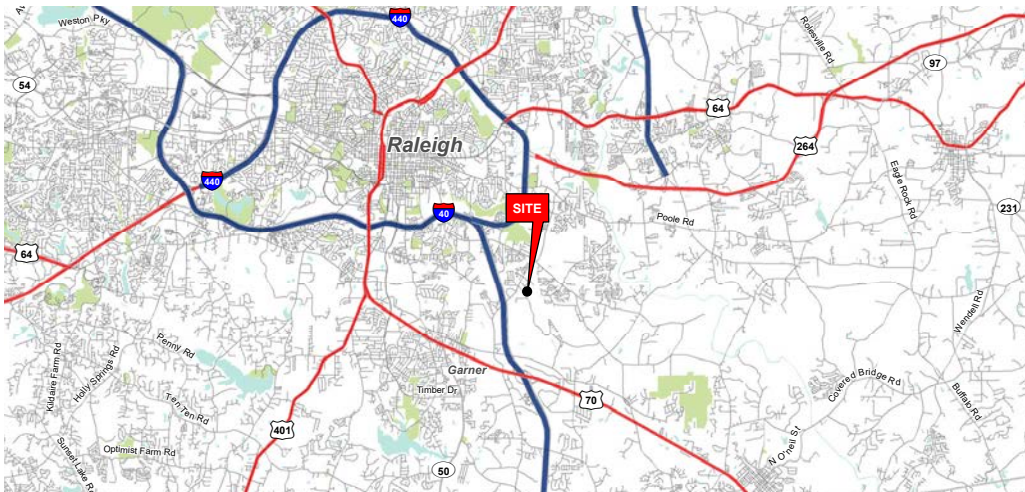 Weston Pky
440
Rolesville Rd
97
54
64
Raleigh
264
Eagle Rock Rd
440
SITE
40
Poole Rd
231
64
Wendell Rd
Penny Rd
Kildaire Farm Rd
Holly Springs Rd
Garner
Timber Dr
Covered Bridge Rd
Ten Ten Rd
70
Buffalo Rd
401
Optimist Farm Rd
N O'neil St
Sunset Lake R
50